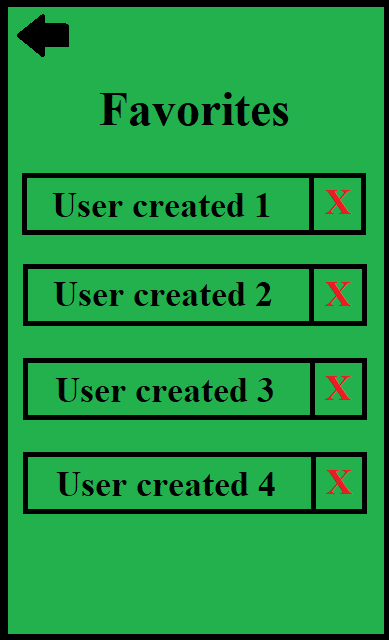 Favorites
User created 1 X
User created 2 X
User created 3 X
User created 4 X